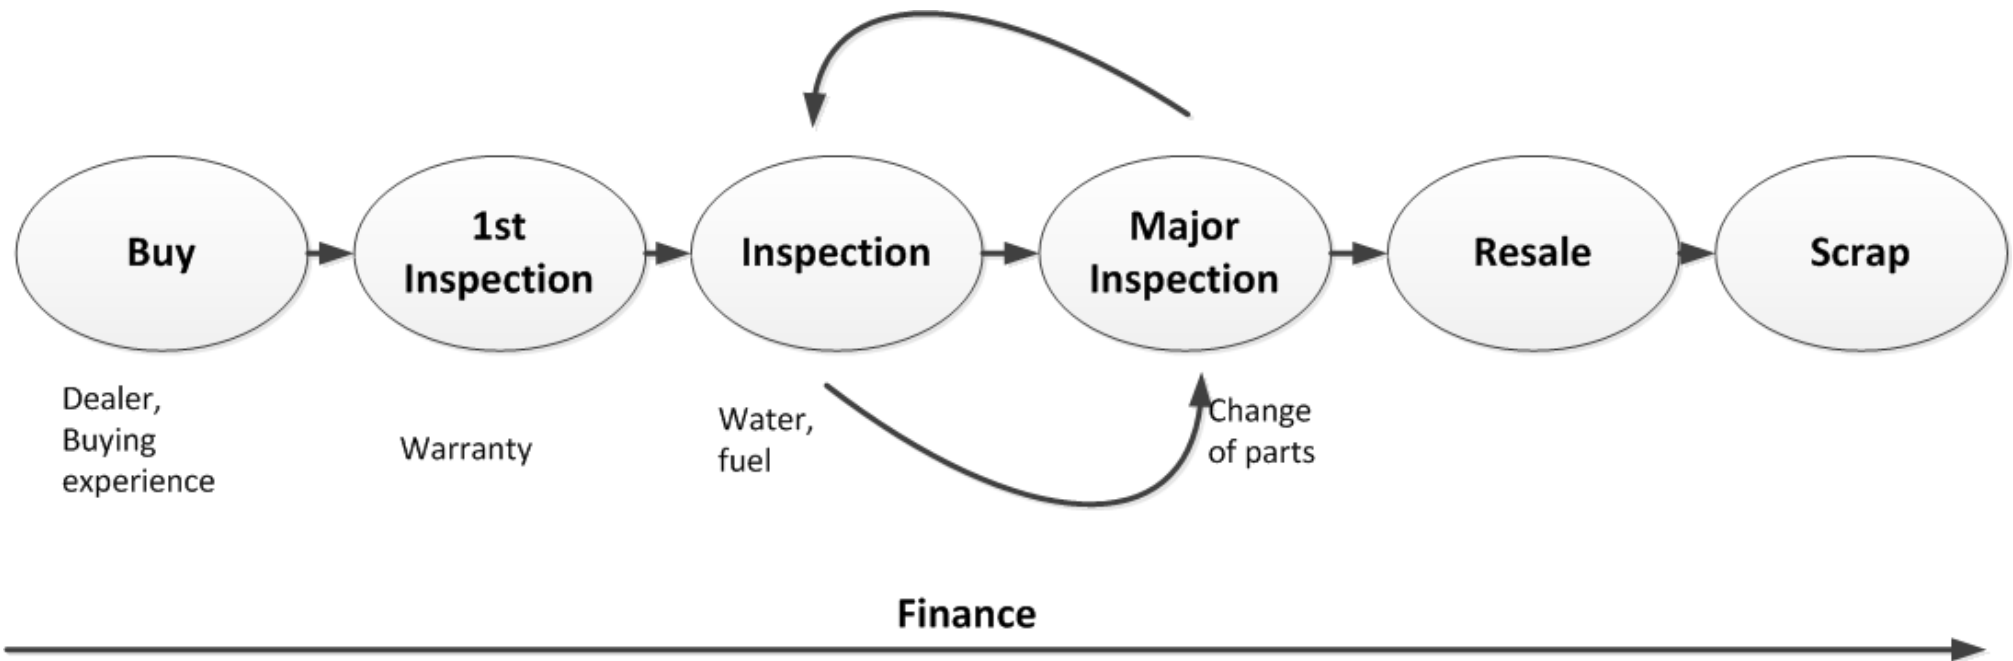 Buy
1st
Inspection
Inspection
Major
Inspection
Resale
Scrap
Dealer,
Buying
experience
Warranty
Water,
fuel
Change
of parts
Finance